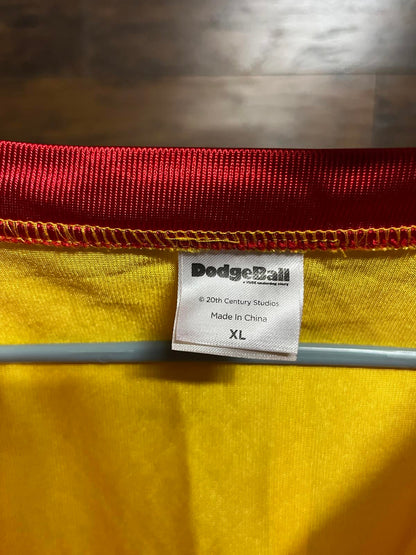 DodgeBall
a true underdog story
© 20th Century Studios
Made In China
XL